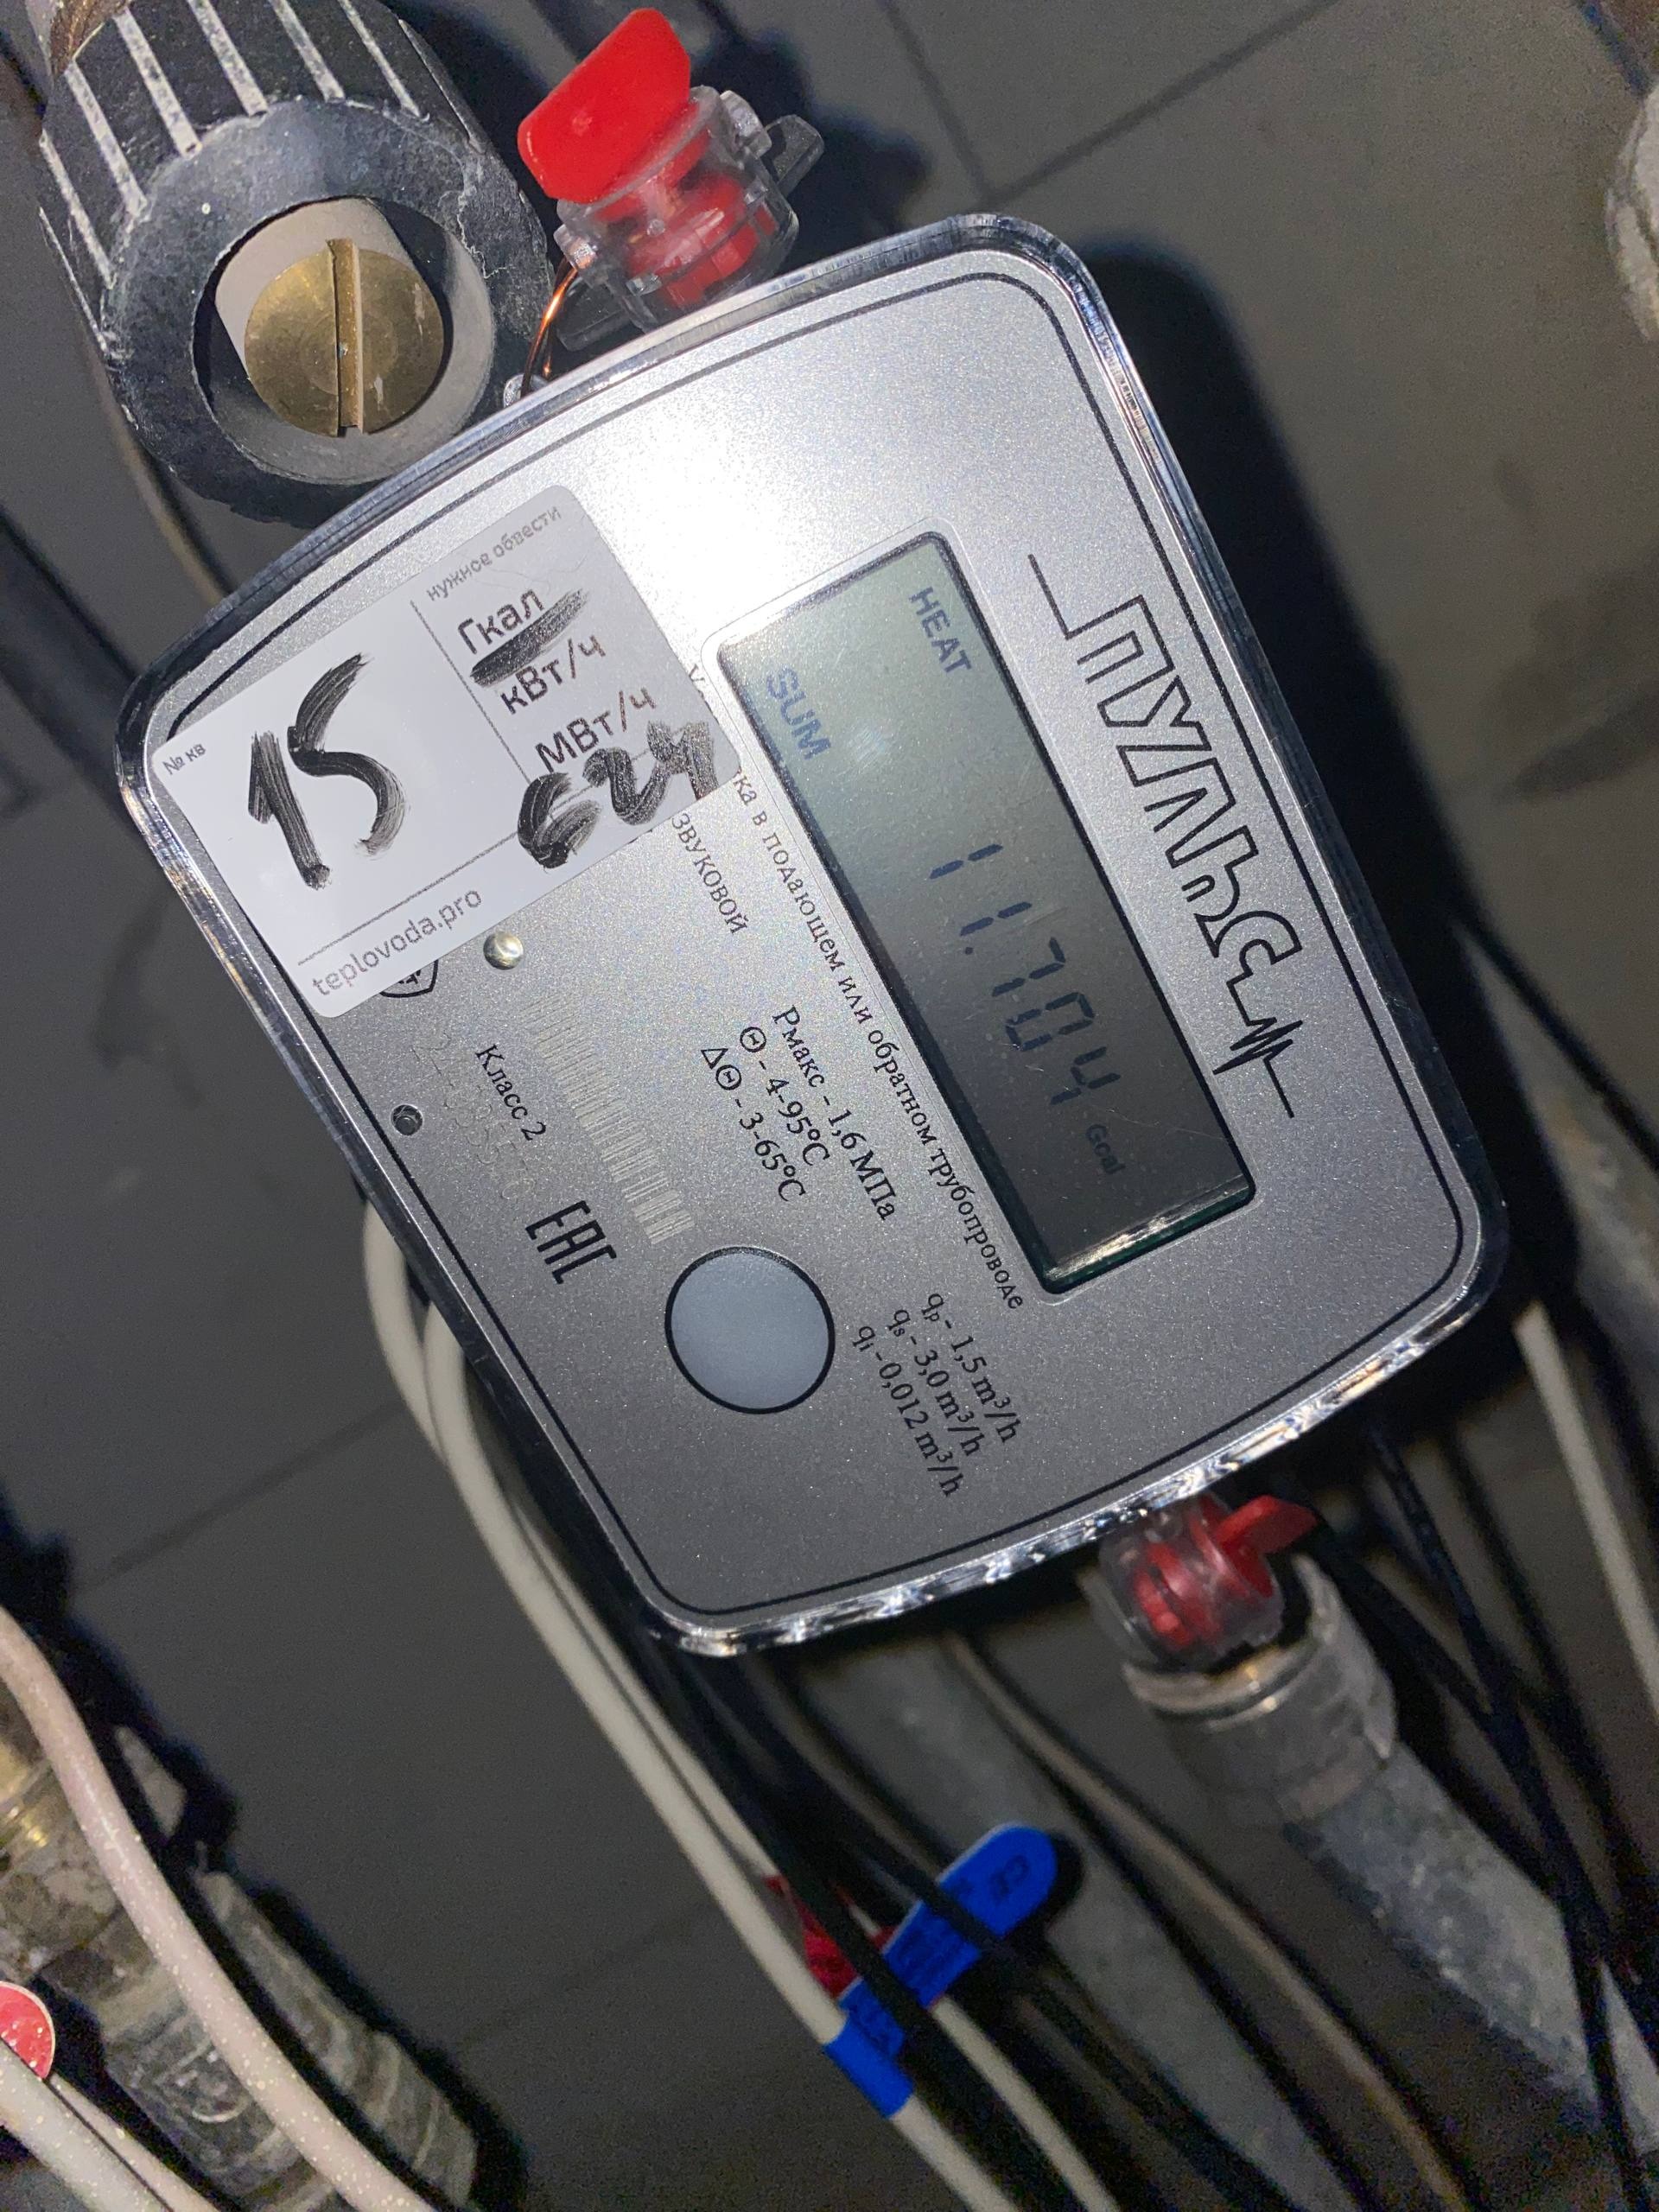 ПУЛЬС
HEAT
SUM
11.704 Gcal
в подающем или обратном трубопроводе
№ кв
15
нужное обвести
Гкал
кВт/ч
МВт/ч
teplovoda.pro
Рмакс - 1,6 МПа
Θ - 4-95°C
ΔΘ - 3-65°C
qp - 1,5 m³/h
qs - 3,0 m³/h
qi - 0,012 m³/h
Класс 2
ЕАС